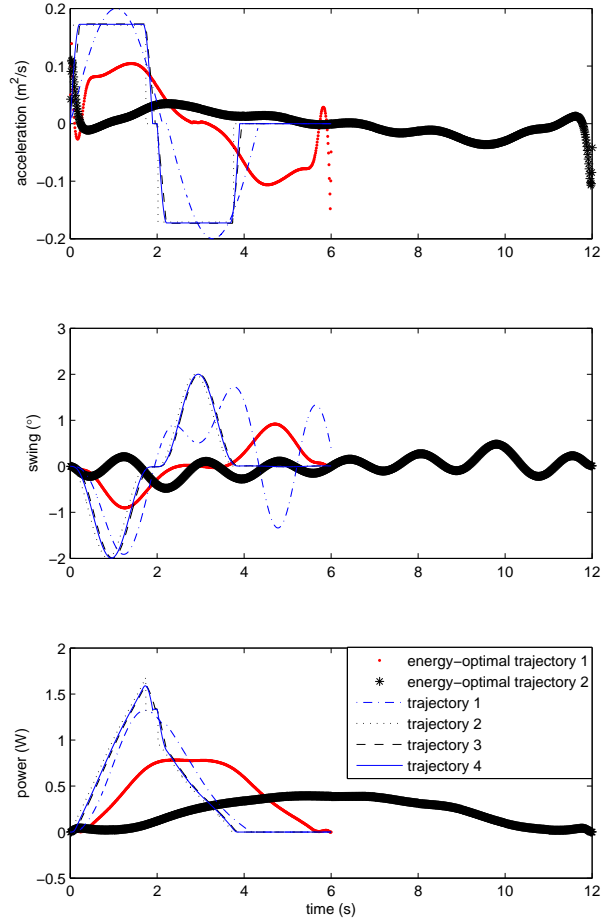 0.2
0.1
0
−0.1
−0.2
acceleration (m²/s)
0 2 4 6 8 10 12
3
2
1
0
−1
−2
swing (°)
0 2 4 6 8 10 12
2
1.5
1
0.5
0
−0.5
power (W)
energy−optimal trajectory 1
energy−optimal trajectory 2
trajectory 1
trajectory 2
trajectory 3
trajectory 4
0 2 4 6 8 10 12
time (s)